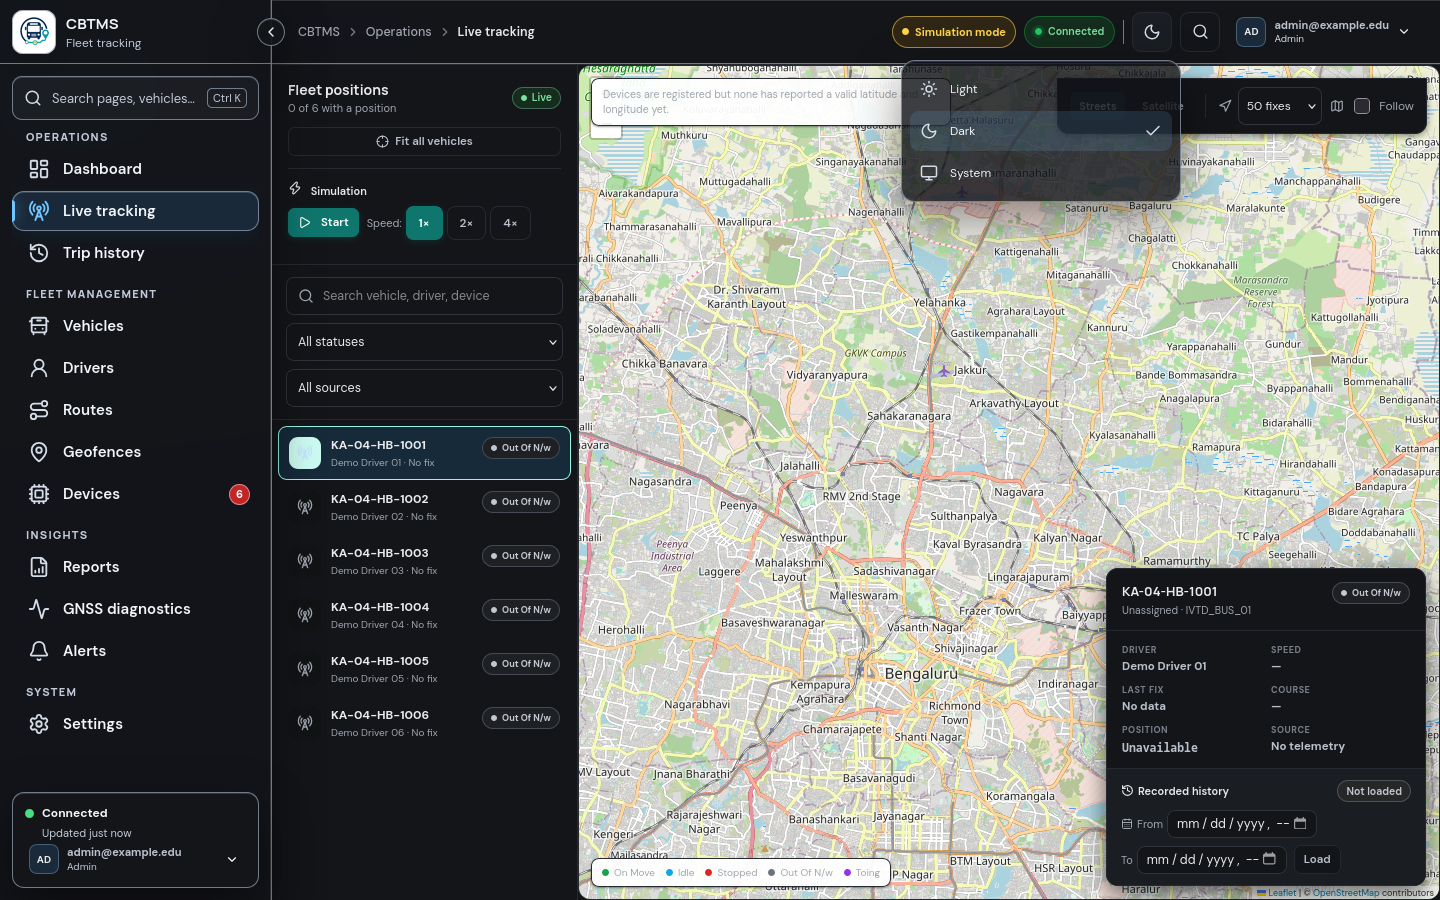 CBTMS
Fleet tracking
Search pages, vehicles... Ctrl K
OPERATIONS
Dashboard
Live tracking
Trip history
FLEET MANAGEMENT
Vehicles
Drivers
Routes
Geofences
Devices 6
INSIGHTS
Reports
GNSS diagnostics
Alerts
SYSTEM
Settings
Connected
Updated just now
AD admin@example.edu
Admin
CBTMS > Operations > Live tracking
Simulation mode
Connected
AD admin@example.edu
Admin
Fleet positions
0 of 6 with a position
Live
Fit all vehicles
Simulation
Start Speed: 1× 2× 4×
Search vehicle, driver, device
All statuses
All sources
KA-04-HB-1001
Demo Driver 01 · No fix
Out Of N/w
KA-04-HB-1002
Demo Driver 02 · No fix
Out Of N/w
KA-04-HB-1003
Demo Driver 03 · No fix
Out Of N/w
KA-04-HB-1004
Demo Driver 04 · No fix
Out Of N/w
KA-04-HB-1005
Demo Driver 05 · No fix
Out Of N/w
KA-04-HB-1006
Demo Driver 06 · No fix
Out Of N/w
Devices are registered but none has reported a valid latitude and
longitude yet.
Light
Dark
System
Streets Satellite
50 fixes
Follow
Hesaraghatta
Shyanuboganahalli
Muthkuru
Chikkajala
Singanayakanahalli
Huvinayakanahalli
Gangavara
Chaudappanahalli
Muttugadahalli
Manchappanahalli
Aivarakandapura
Budigere
Thammarasanahalli
Mavallipura
Nagenahalli
Satanuru
Bagaluru
Maralakunte
Chagalatti
Kattigenahalli
Mitaganahalli
Chokkanahalli
Marasandra
Reserve
Forest
Dr. Shivaram
Karanth Layout
Yelahanka
Agrahara Layout
Jyotipura
Kattugollahalli
Soladevanahalli
Gastikempanahalli
Kannuru
Yarappanahalli
Gundur
Mandur
Chikka Banavara
GKVK Campus
Vidyaranyapura
Jakkur
Bande Bommasandra
Bommenahalli
Byappanahalli
Anagalapura
Sahakaranagara
Arkavathy Layout
Kyalasanahalli
Jalahalli
Nagasandra
Hirandahalli
Konadasapura
RMV 2nd Stage
Nagavara
Kittaganuru
Peenya
Sulthanpalya
Bidare Agrahara
Doddabanahalli
Yeswanthpur
Kaval Byrasandra
Kalyan Nagar
TC Palya
Seegehalli
Peenya
Industrial
Area
Mahalakshmi
Layout
Laggere
Sadashivanagar
Lingarajapuram
Ramamurthy
Malleswaram
Frazer Town
Basaveshwaranagar
Herohalli
Vasanth Nagar
Shivajinagar
Bengaluru
Kempapura
Agrahara
Indiranagar
Nagarabhavi
Richmond
Town
Chamarajapete
Shanti Nagar
MV Layout
Jnana Bharathi
Basavanagudi
Koramangala
Rajarajeshwari
Nagar
Banashankari
Jayanagar
Kengeri
Mailasandra
BTM Layout
HSR Layout
P Nagar
Uttarahalli
Haralur
KA-04-HB-1001
Unassigned · IVTD_BUS_01
Out Of N/w
DRIVER
Demo Driver 01
SPEED
—
LAST FIX
No data
COURSE
—
POSITION
Unavailable
SOURCE
No telemetry
Recorded history
Not loaded
From mm/dd/yyyy, --
To mm/dd/yyyy, --
Load
On Move Idle Stopped Out Of N/w Toing
Leaflet | © OpenStreetMap contributors